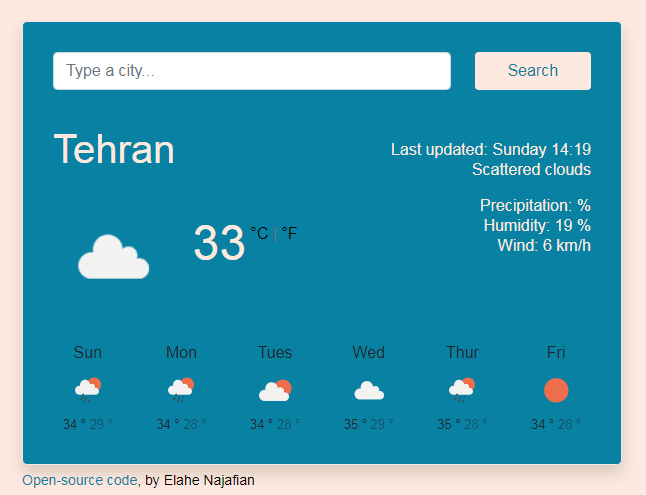 Type a city...
Search
Tehran
Last updated: Sunday 14:19
Scattered clouds
Precipitation: %
Humidity: 19 %
Wind: 6 km/h
33 °C | °F
Sun Mon Tues Wed Thur Fri
34 ° 29 ° 34 ° 28 ° 34 ° 28 ° 35 ° 29 ° 35 ° 28 ° 34 ° 28 °
Open-source code, by Elahe Najafian